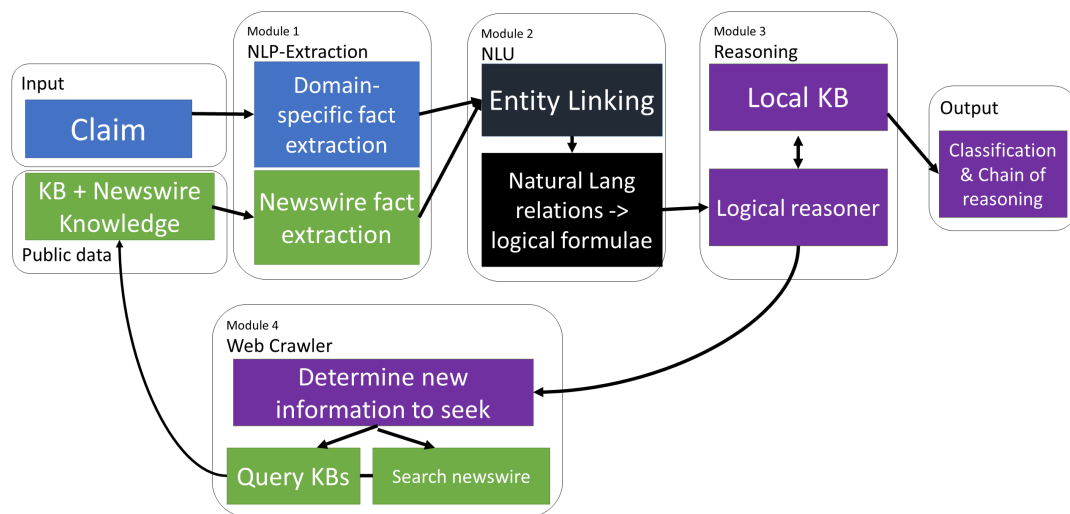 Input
Claim
KB + Newswire
Knowledge
Public data
Module 1
NLP-Extraction
Domain-
specific fact
extraction
Newswire fact
extraction
Module 2
NLU
Entity Linking
Natural Lang
relations ->
logical formulae
Module 3
Reasoning
Local KB
Logical reasoner
Output
Classification
& Chain of
reasoning
Module 4
Web Crawler
Determine new
information to seek
Query KBs
Search newswire